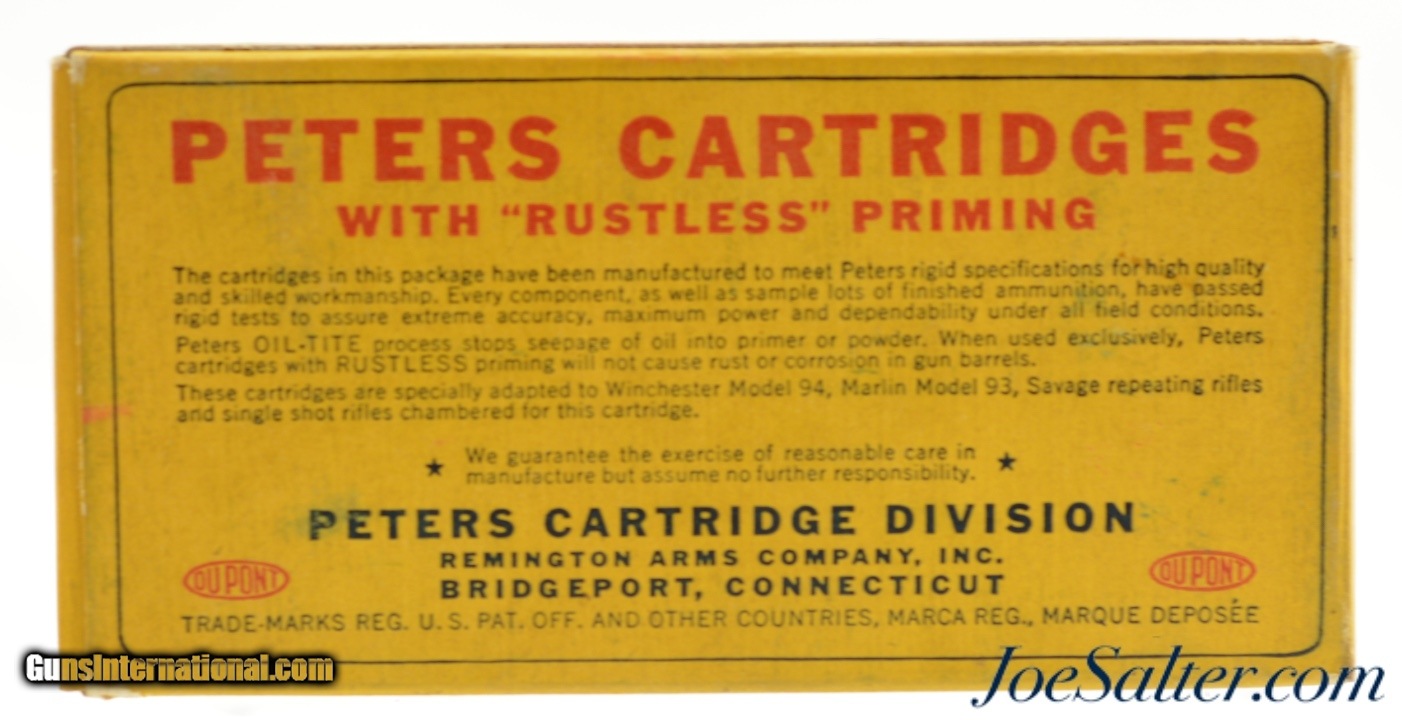 PETERS CARTRIDGES
WITH "RUSTLESS" PRIMING
The cartridges in this package have been manufactured to meet Peters rigid specifications for high quality
and skilled workmanship. Every component, as well as sample lots of finished ammunition, have passed
rigid tests to assure extreme accuracy, maximum power and dependability under all field conditions.
Peters OIL-TITE process stops seepage of oil into primer or powder. When used exclusively, Peters
cartridges with RUSTLESS priming will not cause rust or corrosion in gun barrels.
These cartridges are specially adapted to Winchester Model 94, Marlin Model 93, Savage repeating rifles
and single shot rifles chambered for this cartridge.
★ We guarantee the exercise of reasonable care in ★
manufacture but assume no further responsibility.
PETERS CARTRIDGE DIVISION
REMINGTON ARMS COMPANY, INC.
DU PONT BRIDGEPORT, CONNECTICUT DU PONT
TRADE-MARKS REG. U. S. PAT. OFF. AND OTHER COUNTRIES, MARCA REG., MARQUE DEPOSÉE
GunsInternational.com
JoeSalter.com